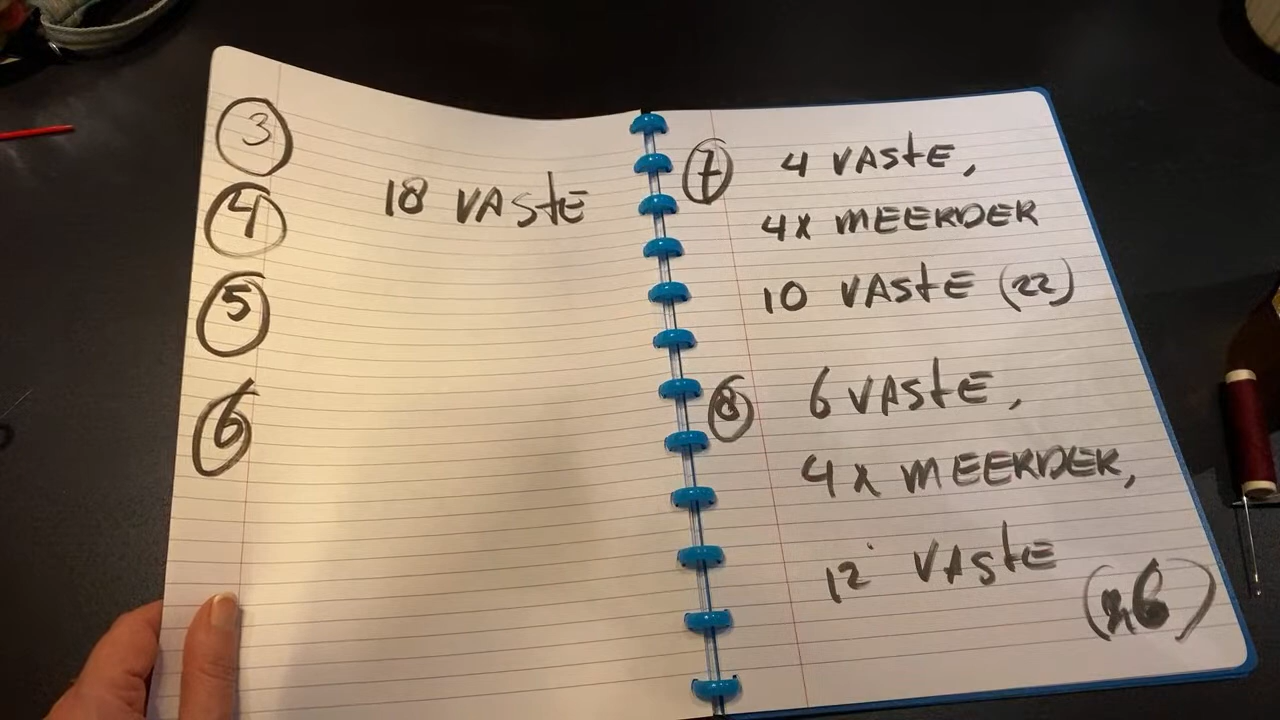 3
4
18 VASTE
5
6
7 4 VASTE,
4X MEERDER
10 VASTE (22)
8 6 VASTE,
4X MEERDER,
12 VASTE
(26)